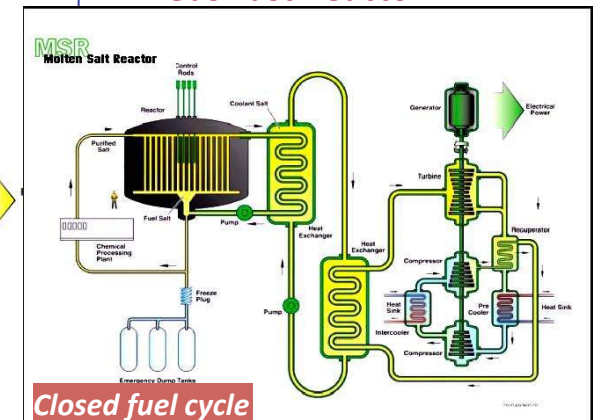 MSR
Molten Salt Reactor
Control
Rods
Reactor
Coolant Salt
Purified
Salt
Fuel Salt
Pump
Heat
Exchanger
Chemical
Processing
Plant
Freeze
Plug
Emergency Dump Tanks
Pump
Heat
Exchanger
Generator
Electrical
Power
Turbine
Recuperator
Compressor
Heat
Sink
Pre
Cooler
Heat Sink
Intercooler
Compressor
Closed fuel cycle